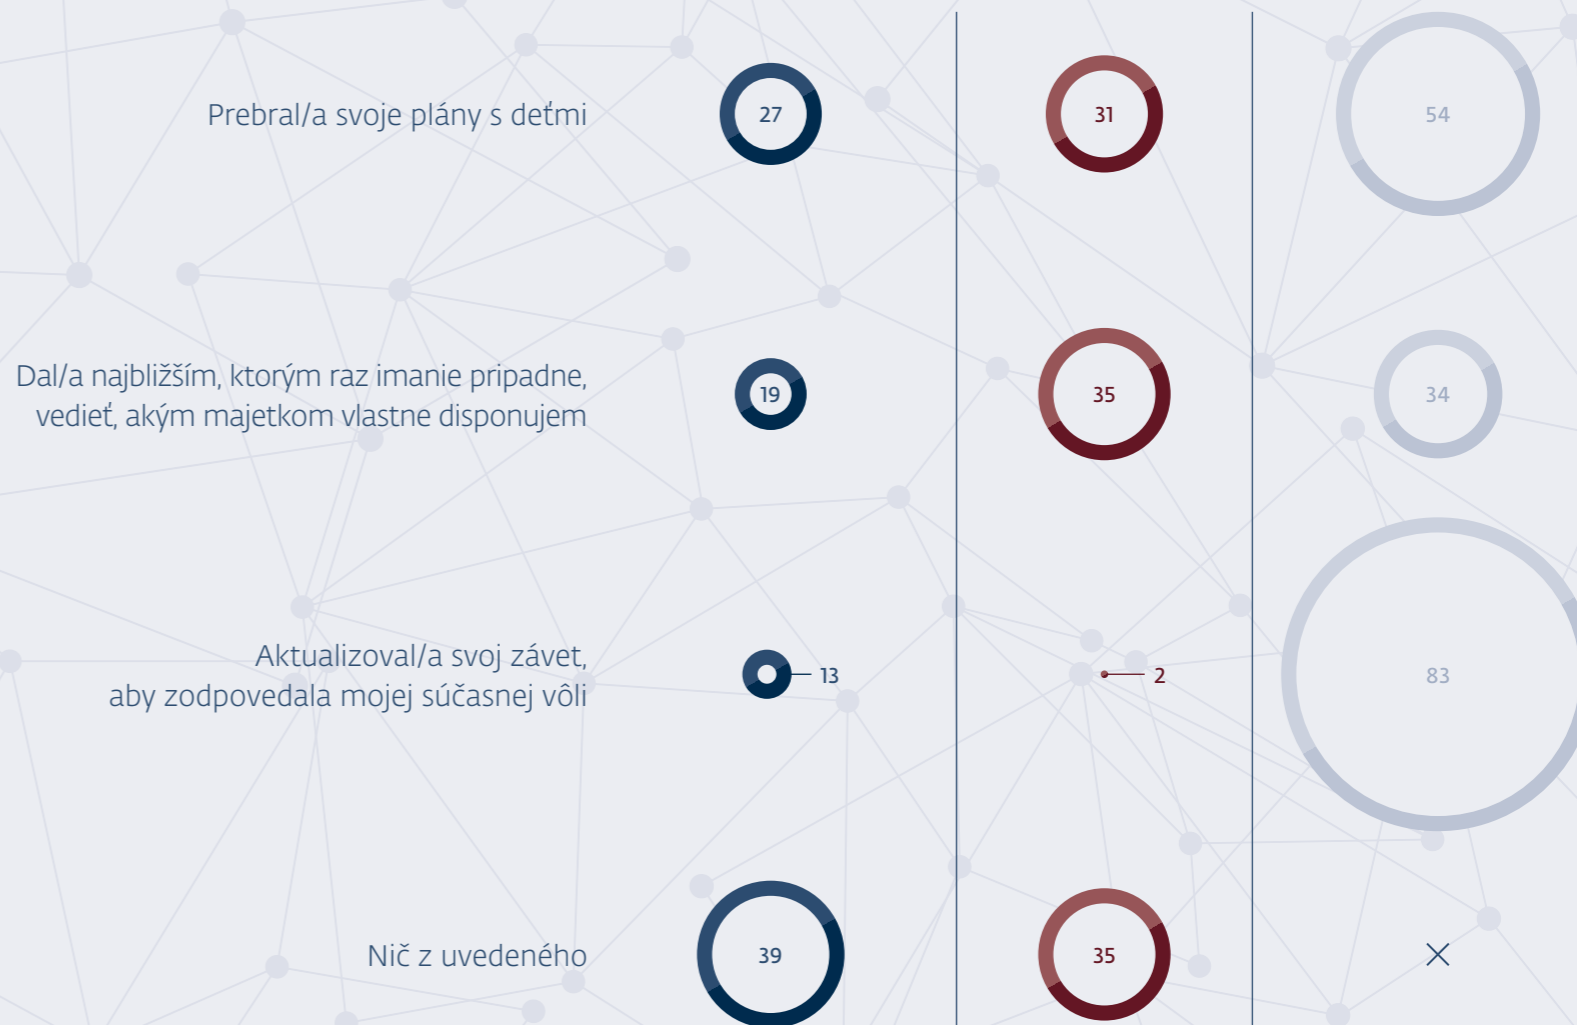 Prebral/a svoje plány s deťmi
27
31
54
Dal/a najbližším, ktorým raz imanie pripadne,
vedieť, akým majetkom vlastne disponujem
19
35
34
Aktualizoval/a svoj závet,
aby zodpovedala mojej súčasnej vôli
13
2
83
Nič z uvedeného
39
35